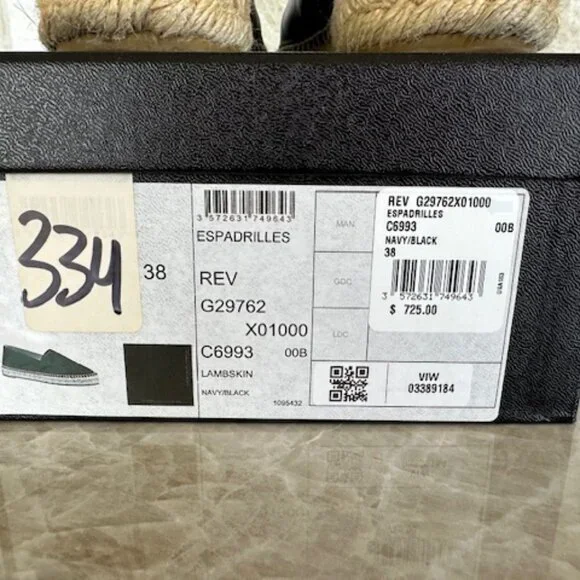 334
38
3 572631 749643
ESPADRILLES
REV
G29762
X01000
C6993 00B
LAMBSKIN
NAVY/BLACK
1095432
MAN
GDC
LDC
REV G29762X01000
ESPADRILLES
C6993 00B
NAVY/BLACK
38
3 572631 749643
$ 725.00
VIW
03389184